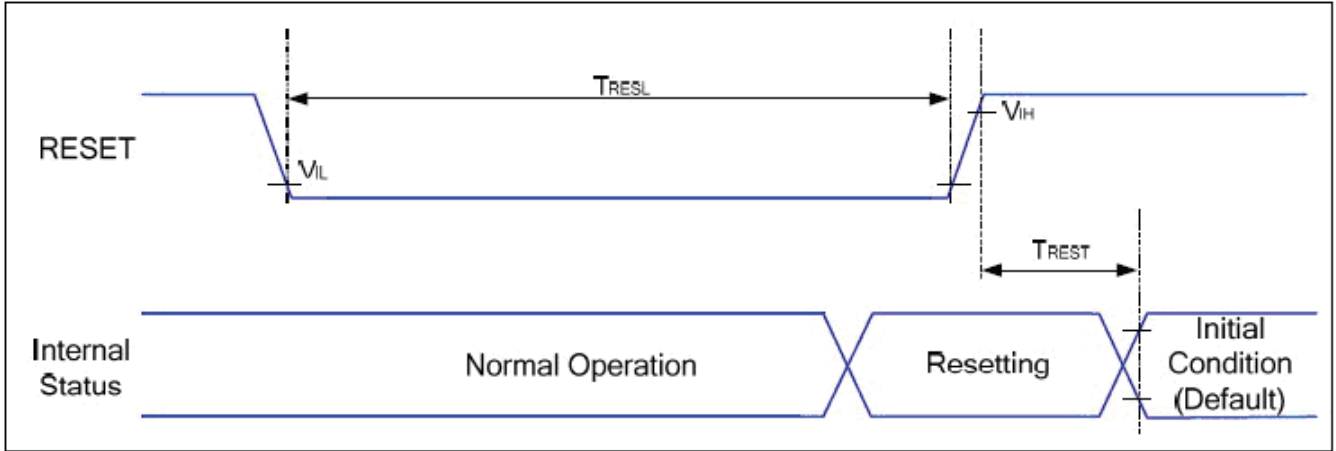 TRESL
RESET
VIL
VIH
TREST
Internal
Status
Normal Operation
Resetting
Initial
Condition
(Default)